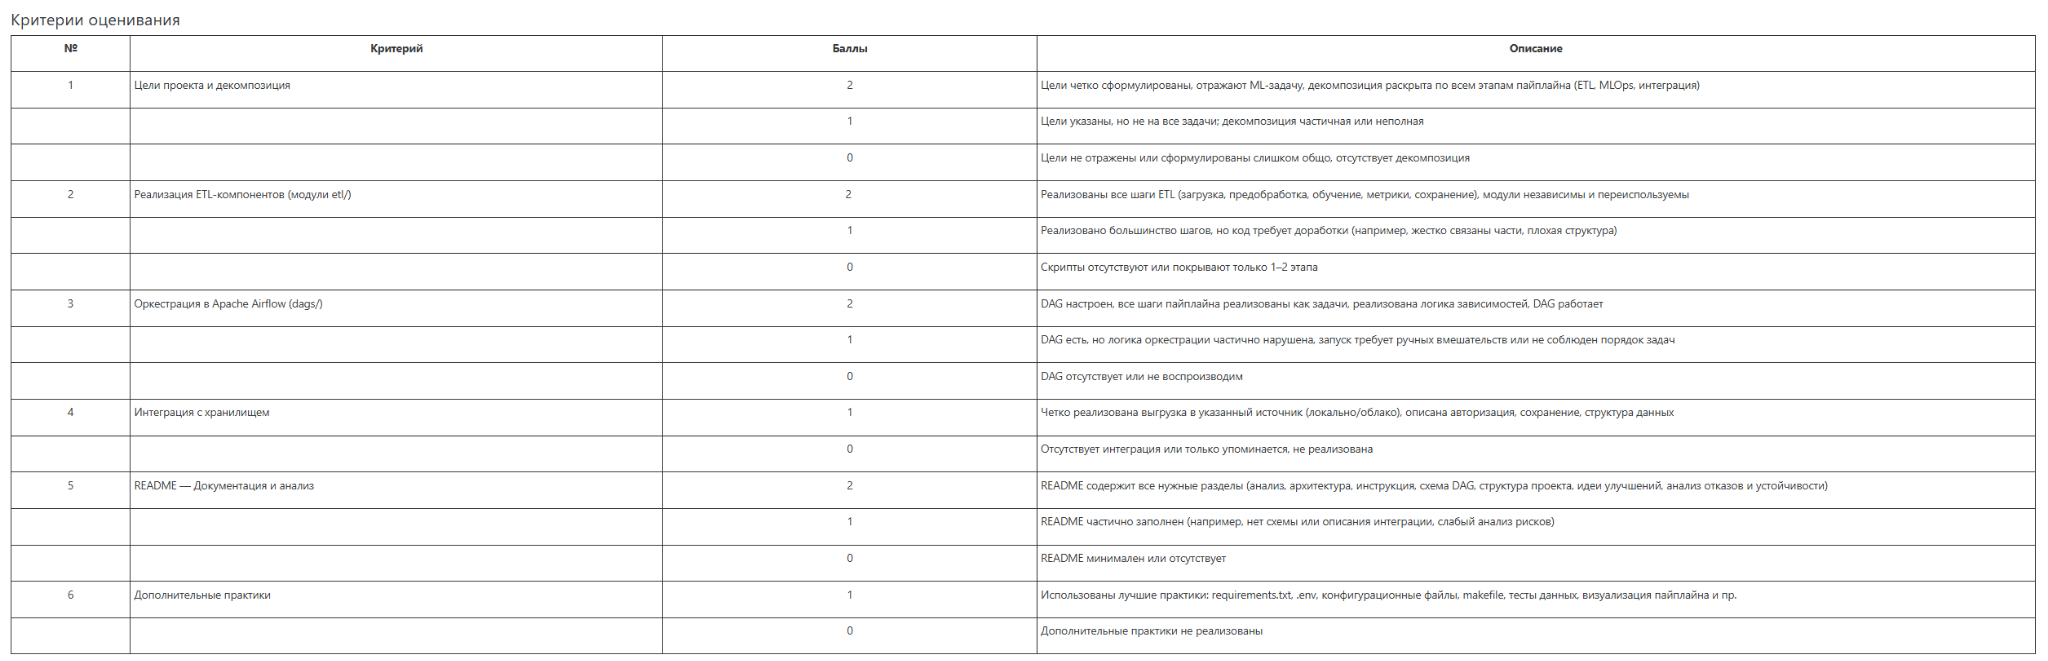 Критерии оценивания
№ Критерий Баллы Описание
1 Цели проекта и декомпозиция 2 Цели четко сформулированы, отражают ML-задачу, декомпозиция раскрыта по всем этапам пайплайна (ETL, MLOps, интеграция)
1 Цели указаны, но не на все задачи; декомпозиция частичная или неполная
0 Цели не отражены или сформулированы слишком общо, отсутствует декомпозиция
2 Реализация ETL-компонентов (модули etl/) 2 Реализованы все шаги ETL (загрузка, предобработка, обучение, метрики, сохранение), модули независимы и переиспользуемы
1 Реализовано большинство шагов, но код требует доработки (например, жестко связаны части, плохая структура)
0 Скрипты отсутствуют или покрывают только 1–2 этапа
3 Оркестрация в Apache Airflow (dags/) 2 DAG настроен, все шаги пайплайна реализованы как задачи, реализована логика зависимостей, DAG работает
1 DAG есть, но логика оркестрации частично нарушена, запуск требует ручных вмешательств или не соблюден порядок задач
0 DAG отсутствует или не воспроизводим
4 Интеграция с хранилищем 1 Четко реализована выгрузка в указанный источник (локально/облако), описана авторизация, сохранение, структура данных
0 Отсутствует интеграция или только упоминается, не реализована
5 README — Документация и анализ 2 README содержит все нужные разделы (анализ, архитектура, инструкция, схема DAG, структура проекта, идеи улучшений, анализ отказов и устойчивости)
1 README частично заполнен (например, нет схемы или описания интеграции, слабый анализ рисков)
0 README минимален или отсутствует
6 Дополнительные практики 1 Использованы лучшие практики: requirements.txt, .env, конфигурационные файлы, makefile, тесты данных, визуализация пайплайна и пр.
0 Дополнительные практики не реализованы